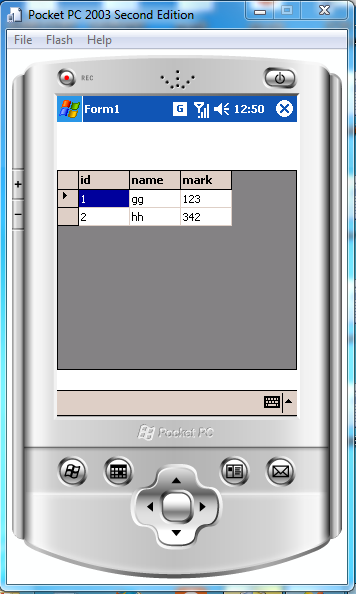 Pocket PC 2003 Second Edition
File Flash Help
REC
Form1 G 12:50
id name mark
1 gg 123
2 hh 342
Pocket PC